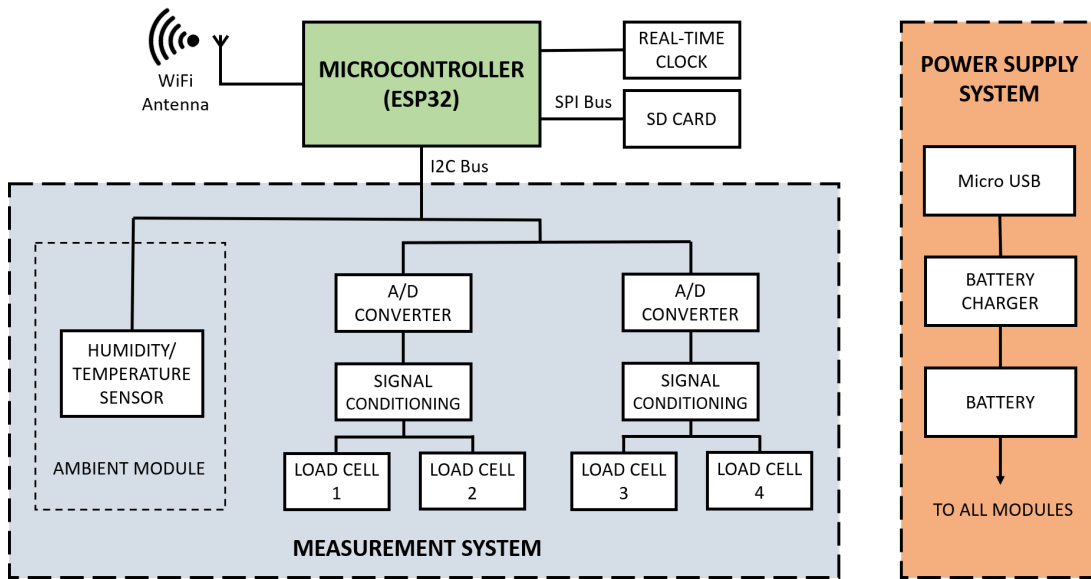 WiFi
Antenna
MICROCONTROLLER
(ESP32)
REAL-TIME
CLOCK
SPI Bus
SD CARD
I2C Bus
HUMIDITY/
TEMPERATURE
SENSOR
AMBIENT MODULE
A/D
CONVERTER
SIGNAL
CONDITIONING
LOAD CELL
1
LOAD CELL
2
A/D
CONVERTER
SIGNAL
CONDITIONING
LOAD CELL
3
LOAD CELL
4
MEASUREMENT SYSTEM
POWER SUPPLY
SYSTEM
Micro USB
BATTERY
CHARGER
BATTERY
TO ALL MODULES